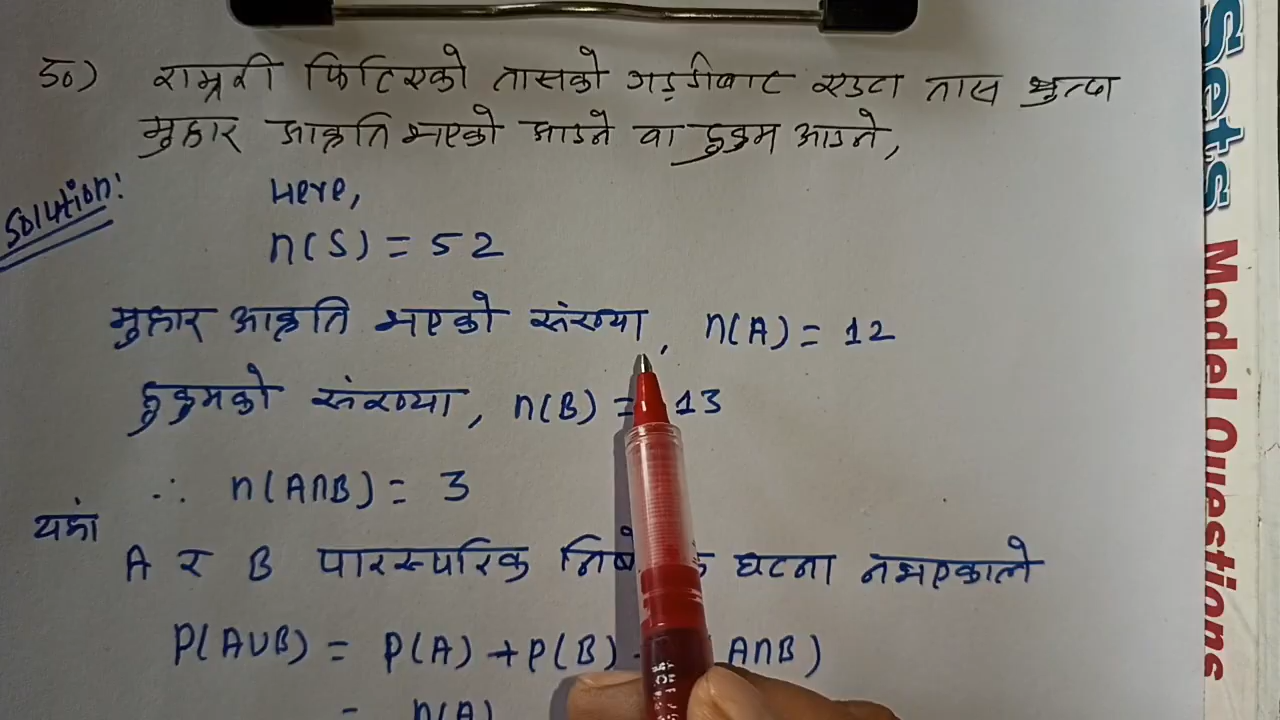 50) राम्ररी फिटिएको तासको गड्डीबाट एउटा तास थुत्दा
मुहार आकृति भएको आउने वा हुकुम आउने,
Solution:
Here,
n(S) = 52
मुहार आकृति भएको संख्या, n(A) = 12
हुकुमको संख्या, n(B) = 13
∴ n(A∩B) = 3
यहाँ
A र B पारस्परिक घटना नभएकाले
P(A∪B) = P(A) + P(B) - (A∩B)
= n(A)
Sets Model Questions